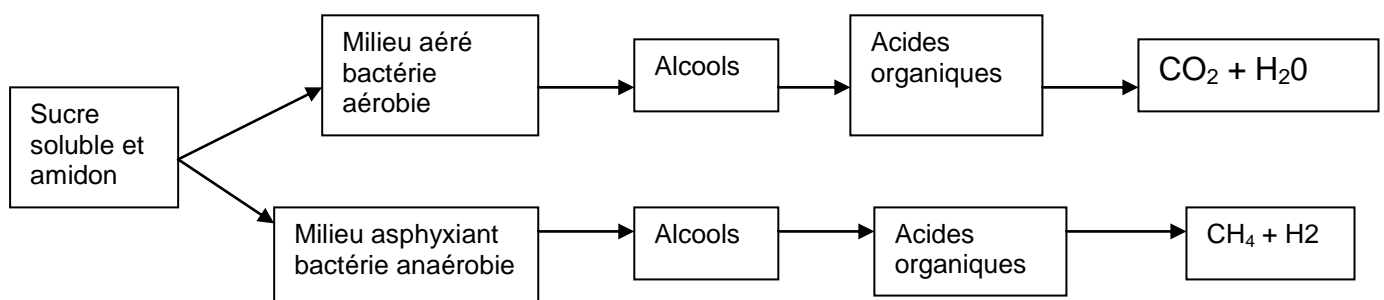 Sucre
soluble et
amidon
Milieu aéré
bactérie
aérobie
Alcools
Acides
organiques
CO₂ + H₂0
Milieu asphyxiant
bactérie anaérobie
Alcools
Acides
organiques
CH₄ + H2